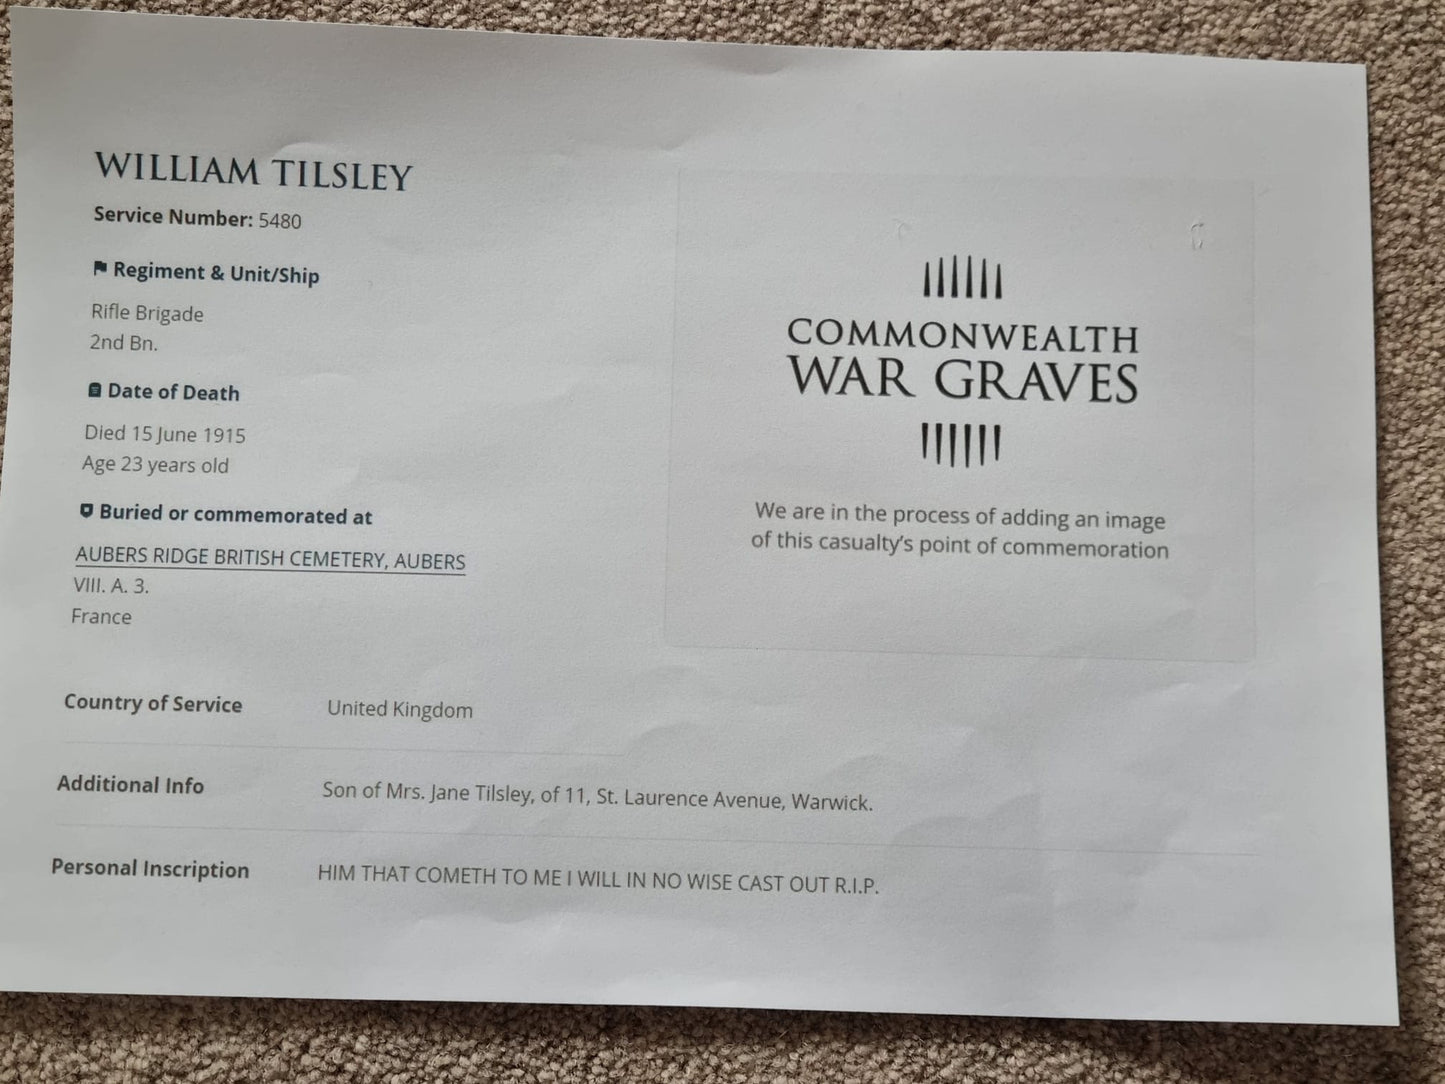 WILLIAM TILSLEY
Service Number: 5480
Regiment & Unit/Ship
Rifle Brigade
2nd Bn.
Date of Death
Died 15 June 1915
Age 23 years old
Buried or commemorated at
AUBERS RIDGE BRITISH CEMETERY, AUBERS
VIII. A. 3.
France
COMMONWEALTH
WAR GRAVES
We are in the process of adding an image
of this casualty's point of commemoration
Country of Service United Kingdom
Additional Info Son of Mrs. Jane Tilsley, of 11, St. Laurence Avenue, Warwick.
Personal Inscription HIM THAT COMETH TO ME I WILL IN NO WISE CAST OUT R.I.P.